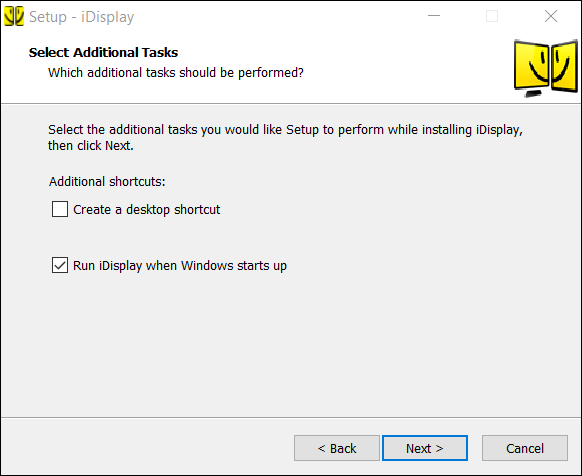 Setup - iDisplay
Select Additional Tasks
Which additional tasks should be performed?
Select the additional tasks you would like Setup to perform while installing iDisplay,
then click Next.
Additional shortcuts:
Create a desktop shortcut
Run iDisplay when Windows starts up
< Back
Next >
Cancel